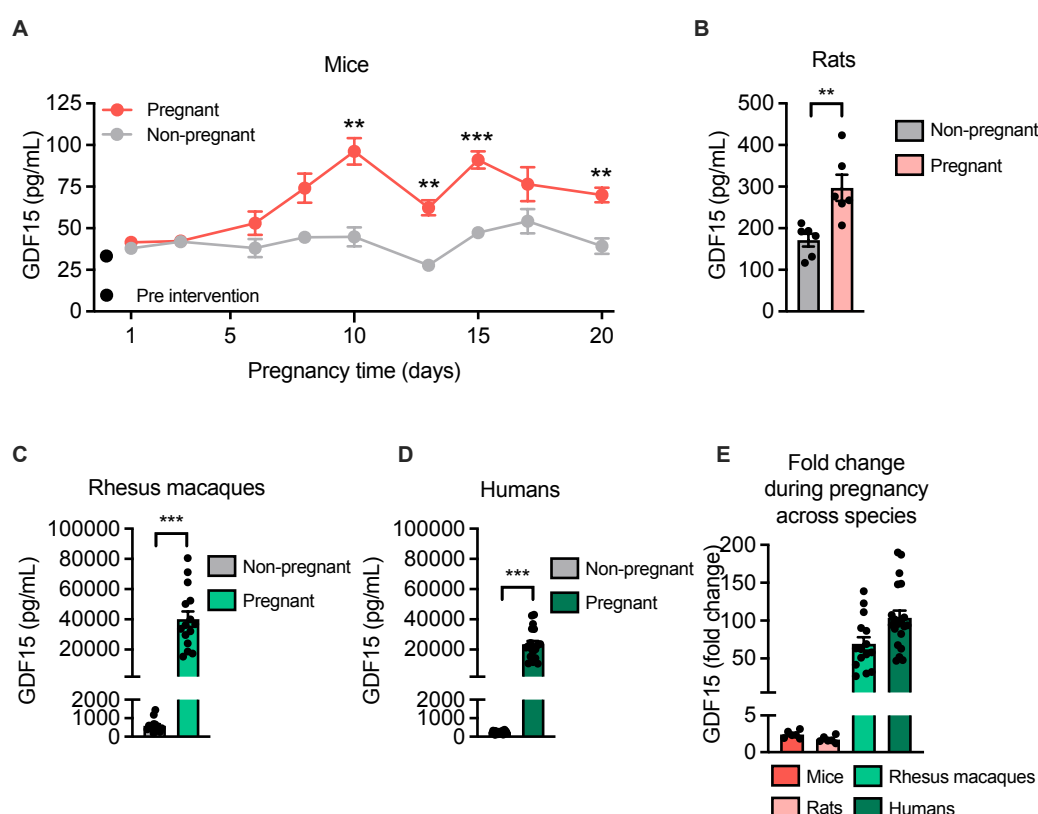 A
Mice
GDF15 (pg/mL)
125
100
75
50
25
0
Pregnant
Non-pregnant
Pre intervention
**
**
***
**
1
5
10
15
20
Pregnancy time (days)
B
Rats
GDF15 (pg/mL)
500
400
300
200
100
0
**
Non-pregnant
Pregnant
C
Rhesus macaques
GDF15 (pg/mL)
100000
80000
60000
40000
20000
2000
1000
0
***
Non-pregnant
Pregnant
D
Humans
GDF15 (pg/mL)
100000
80000
60000
40000
20000
2000
1000
0
***
Non-pregnant
Pregnant
E
Fold change
during pregnancy
across species
GDF15 (fold change)
200
150
100
50
5
0
Mice
Rhesus macaques
Rats
Humans